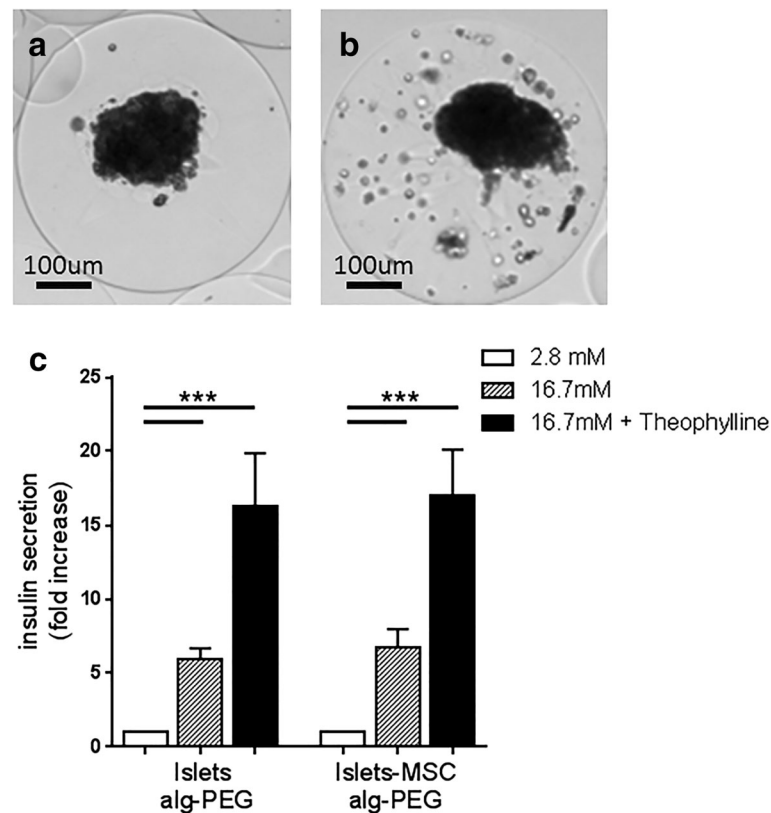 a
b
100um
100um
c
2.8 mM
16.7mM
16.7mM + Theophylline
insulin secretion
(fold increase)
25
20
15
10
5
0
***
***
Islets
alg-PEG
Islets-MSC
alg-PEG